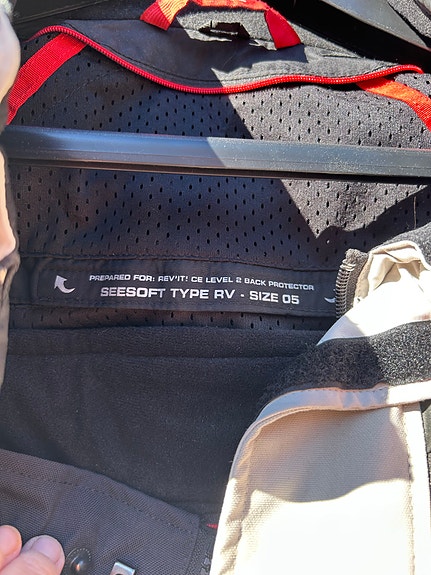 PREPARED FOR: REV'IT! CE LEVEL 2 BACK PROTECTOR
SEESOFT TYPE RV - SIZE 05